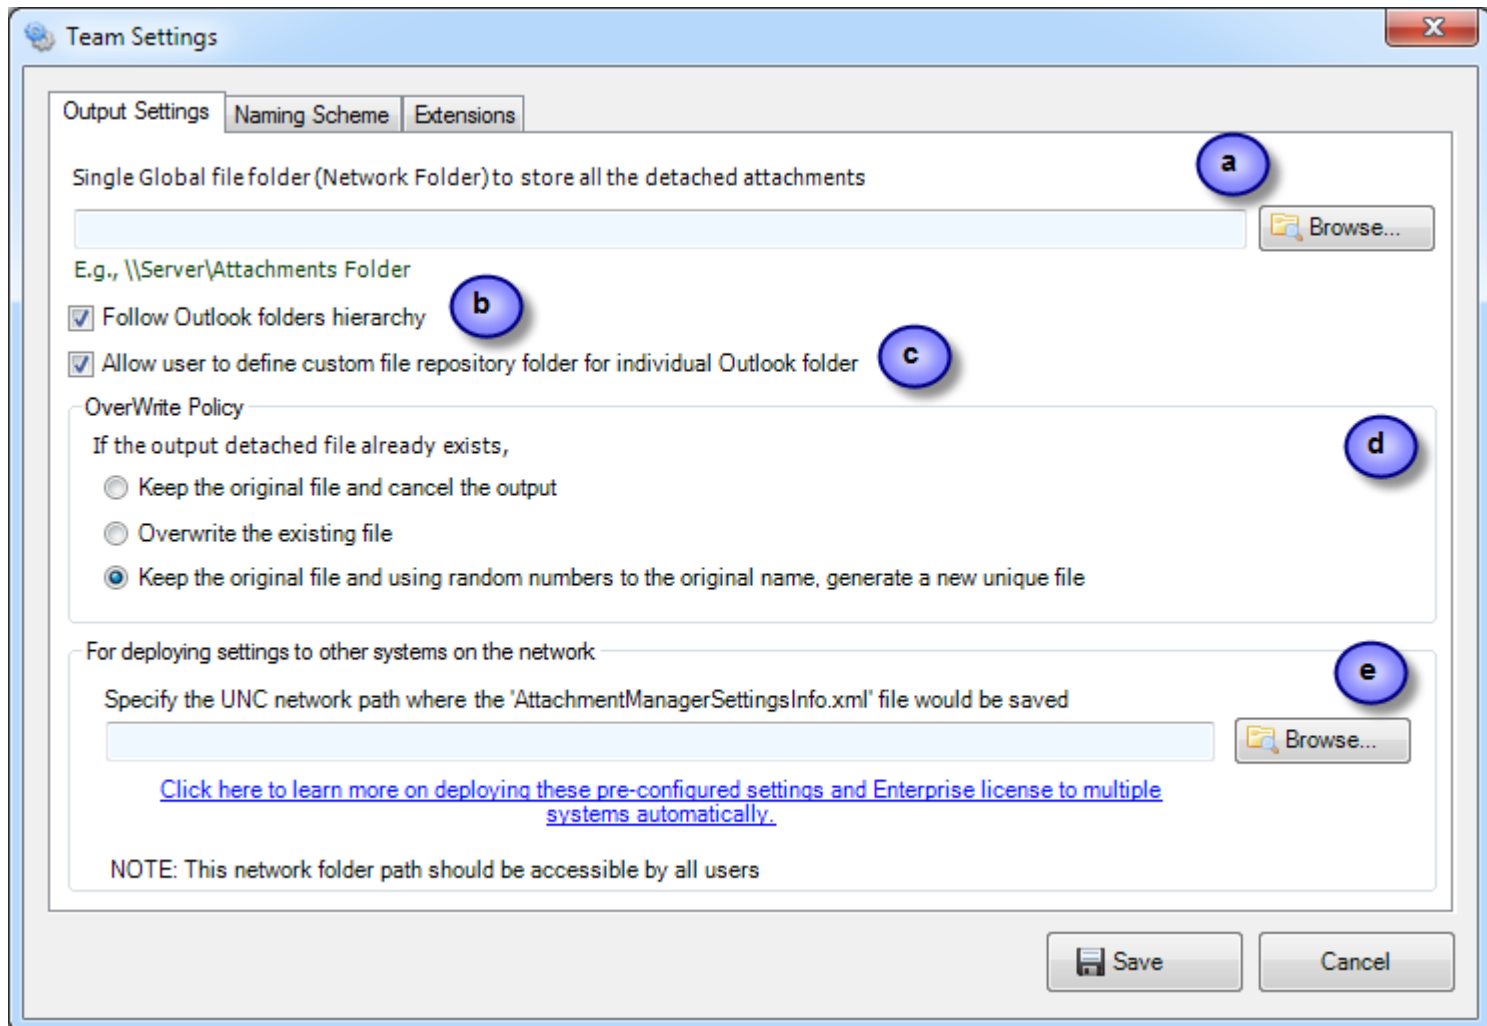 Team Settings
X
Output Settings Naming Scheme Extensions
a
Single Global file folder (Network Folder) to store all the detached attachments
Browse...
E.g., \\Server\Attachments Folder
b
Follow Outlook folders hierarchy
c
Allow user to define custom file repository folder for individual Outlook folder
OverWrite Policy
d
If the output detached file already exists,
Keep the original file and cancel the output
Overwrite the existing file
Keep the original file and using random numbers to the original name, generate a new unique file
For deploying settings to other systems on the network
e
Specify the UNC network path where the 'AttachmentManagerSettingsInfo.xml' file would be saved
Browse...
Click here to learn more on deploying these pre-configured settings and Enterprise license to multiple
systems automatically.
NOTE: This network folder path should be accessible by all users
Save Cancel